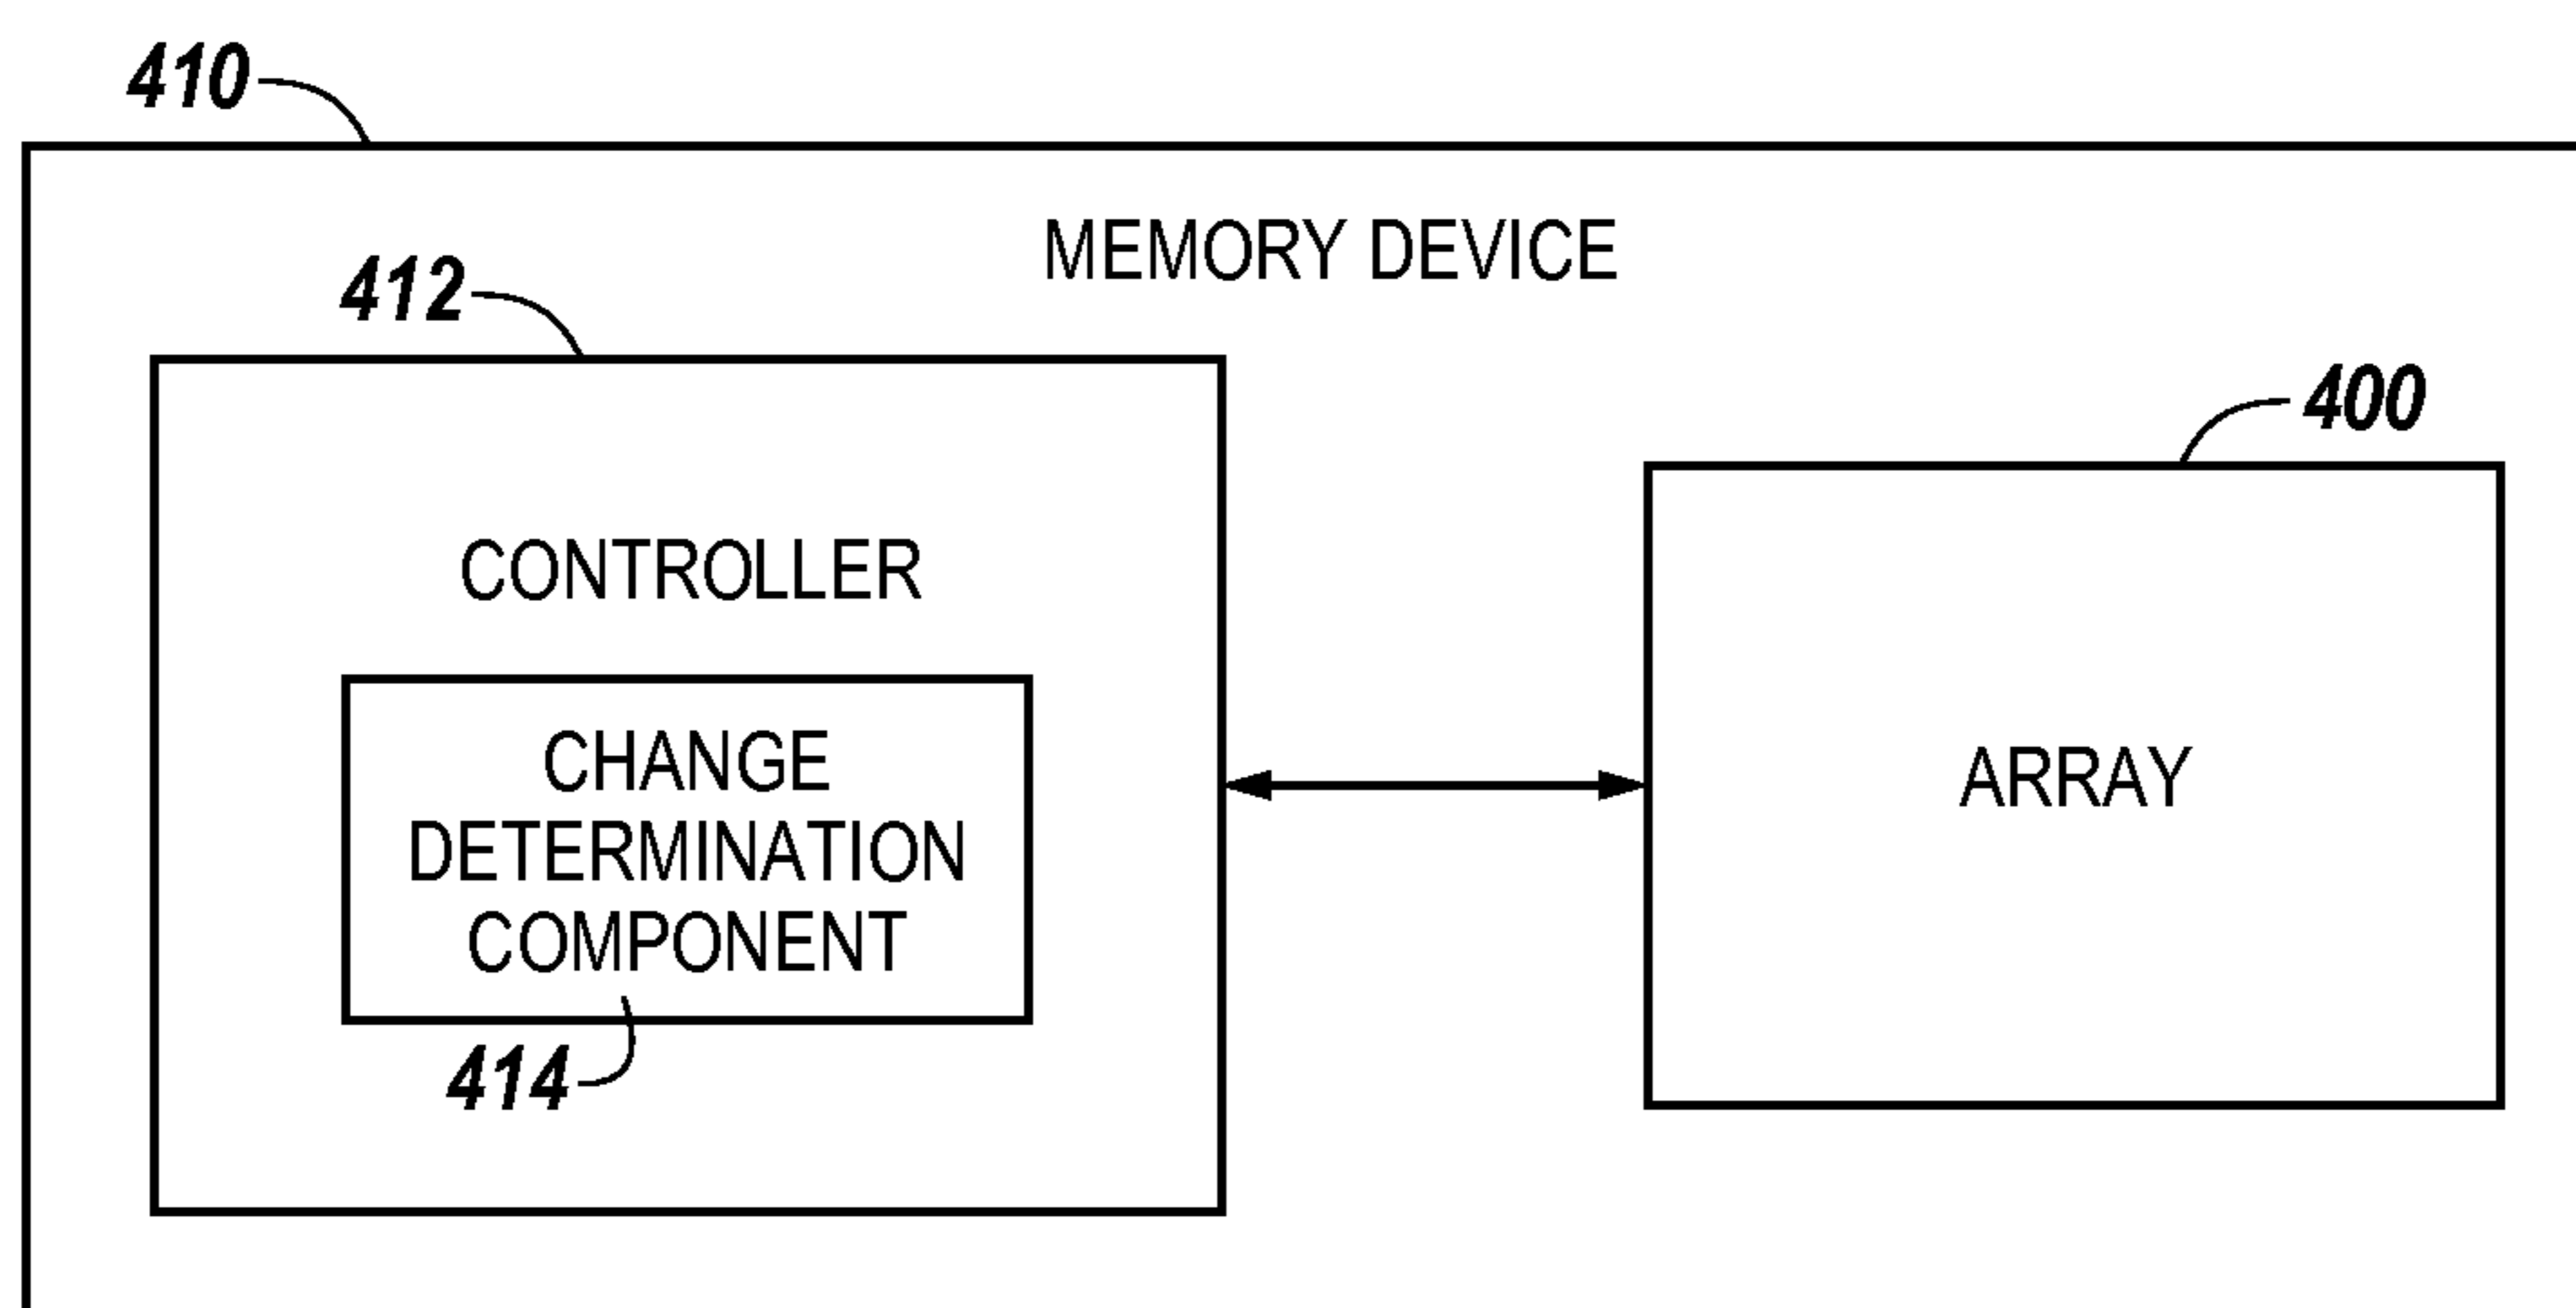 410
MEMORY DEVICE
412
400
CONTROLLER
CHANGE
DETERMINATION
COMPONENT
ARRAY
414